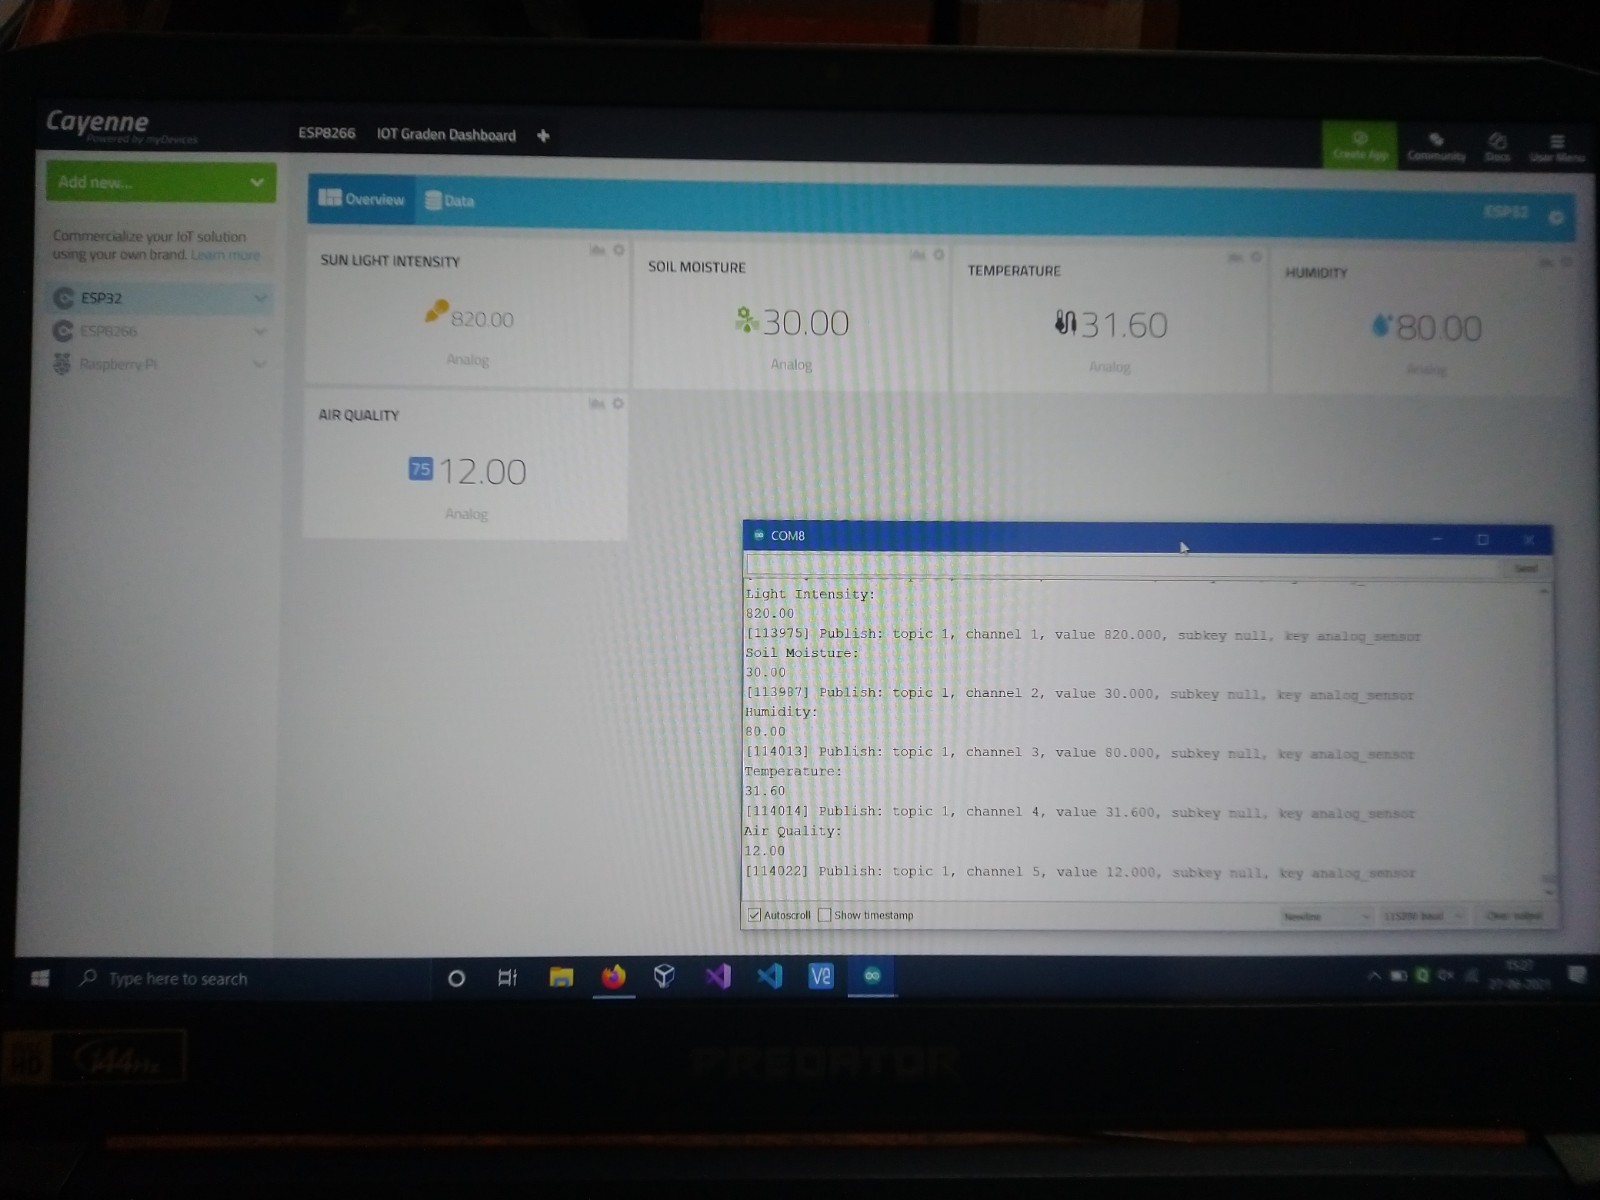 Cayenne
Powered by myDevices
ESP8266 IOT Graden Dashboard +
Create App Community Docs User Menu
Add new...
Commercialize your IoT solution
using your own brand. Learn more
ESP32
ESP8266
Raspberry Pi
Overview Data ESP32
SUN LIGHT INTENSITY
820.00
Analog
SOIL MOISTURE
30.00
Analog
TEMPERATURE
31.60
Analog
HUMIDITY
80.00
Analog
AIR QUALITY
75 12.00
Analog
COM8
Send
Light Intensity:
820.00
[113975] Publish: topic 1, channel 1, value 820.000, subkey null, key analog_sensor
Soil Moisture:
30.00
[113987] Publish: topic 1, channel 2, value 30.000, subkey null, key analog_sensor
Humidity:
80.00
[114013] Publish: topic 1, channel 3, value 80.000, subkey null, key analog_sensor
Temperature:
31.60
[114014] Publish: topic 1, channel 4, value 31.600, subkey null, key analog_sensor
Air Quality:
12.00
[114022] Publish: topic 1, channel 5, value 12.000, subkey null, key analog_sensor
Autoscroll Show timestamp Newline 115200 baud Clear output
Type here to search
15:27
HD 144Hz
PREDATOR